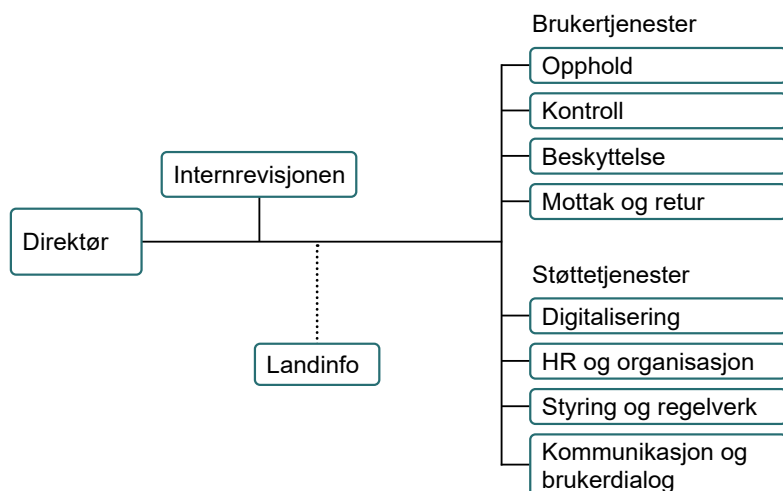 Brukertjenester
Opphold
Kontroll
Beskyttelse
Mottak og retur
Internrevisjonen
Direktør
Landinfo
Støttetjenester
Digitalisering
HR og organisasjon
Styring og regelverk
Kommunikasjon og
brukerdialog